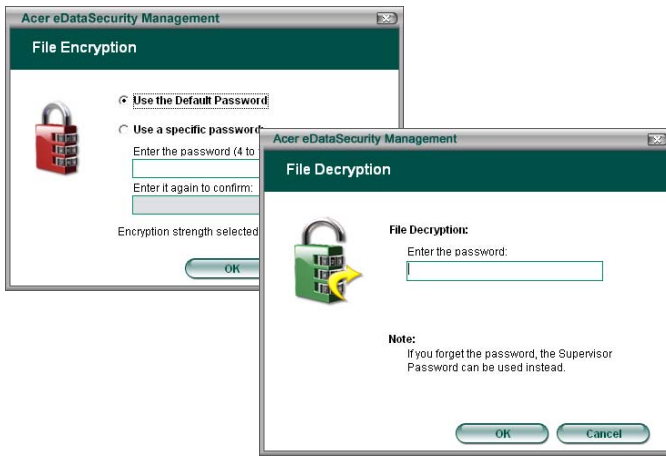 Acer eDataSecurity Management
File Encryption
Use the Default Password
Use a specific password:
Enter the password (4 to
Enter it again to confirm:
Encryption strength selected
OK
Acer eDataSecurity Management
File Decryption
File Decryption:
Enter the password:
Note:
If you forget the password, the Supervisor
Password can be used instead.
OK
Cancel